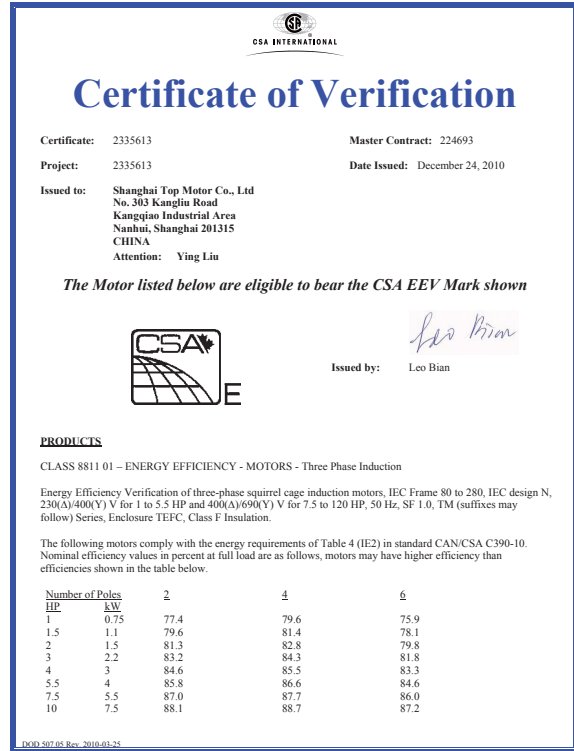 CSA INTERNATIONAL
Certificate of Verification
Certificate: 2335613 Master Contract: 224693
Project: 2335613 Date Issued: December 24, 2010
Issued to: Shanghai Top Motor Co., Ltd
No. 303 Kangliu Road
Kangqiao Industrial Area
Nanhui, Shanghai 201315
CHINA
Attention: Ying Liu
The Motor listed below are eligible to bear the CSA EEV Mark shown
Leo Bian
CSA
E
Issued by: Leo Bian
PRODUCTS
CLASS 8811 01 – ENERGY EFFICIENCY - MOTORS - Three Phase Induction
Energy Efficiency Verification of three-phase squirrel cage induction motors, IEC Frame 80 to 280, IEC design N,
230(Δ)/400(Y) V for 1 to 5.5 HP and 400(Δ)/690(Y) V for 7.5 to 120 HP, 50 Hz, SF 1.0, TM (suffixes may
follow) Series, Enclosure TEFC, Class F Insulation.
The following motors comply with the energy requirements of Table 4 (IE2) in standard CAN/CSA C390-10.
Nominal efficiency values in percent at full load are as follows, motors may have higher efficiency than
efficiencies shown in the table below.
Number of Poles 2 4 6
HP kW
1 0.75 77.4 79.6 75.9
1.5 1.1 79.6 81.4 78.1
2 1.5 81.3 82.8 79.8
3 2.2 83.2 84.3 81.8
4 3 84.6 85.5 83.3
5.5 4 85.8 86.6 84.6
7.5 5.5 87.0 87.7 86.0
10 7.5 88.1 88.7 87.2
DOD 507.05 Rev. 2010-03-25